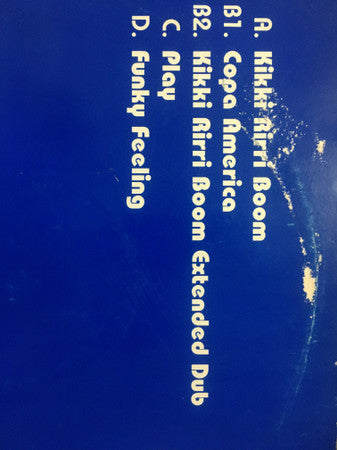 A. Kikki Rirri Boom
B1. Copa America
B2. Kikki Rirri Boom Extended Dub
C. Play
D. Funky Feeling